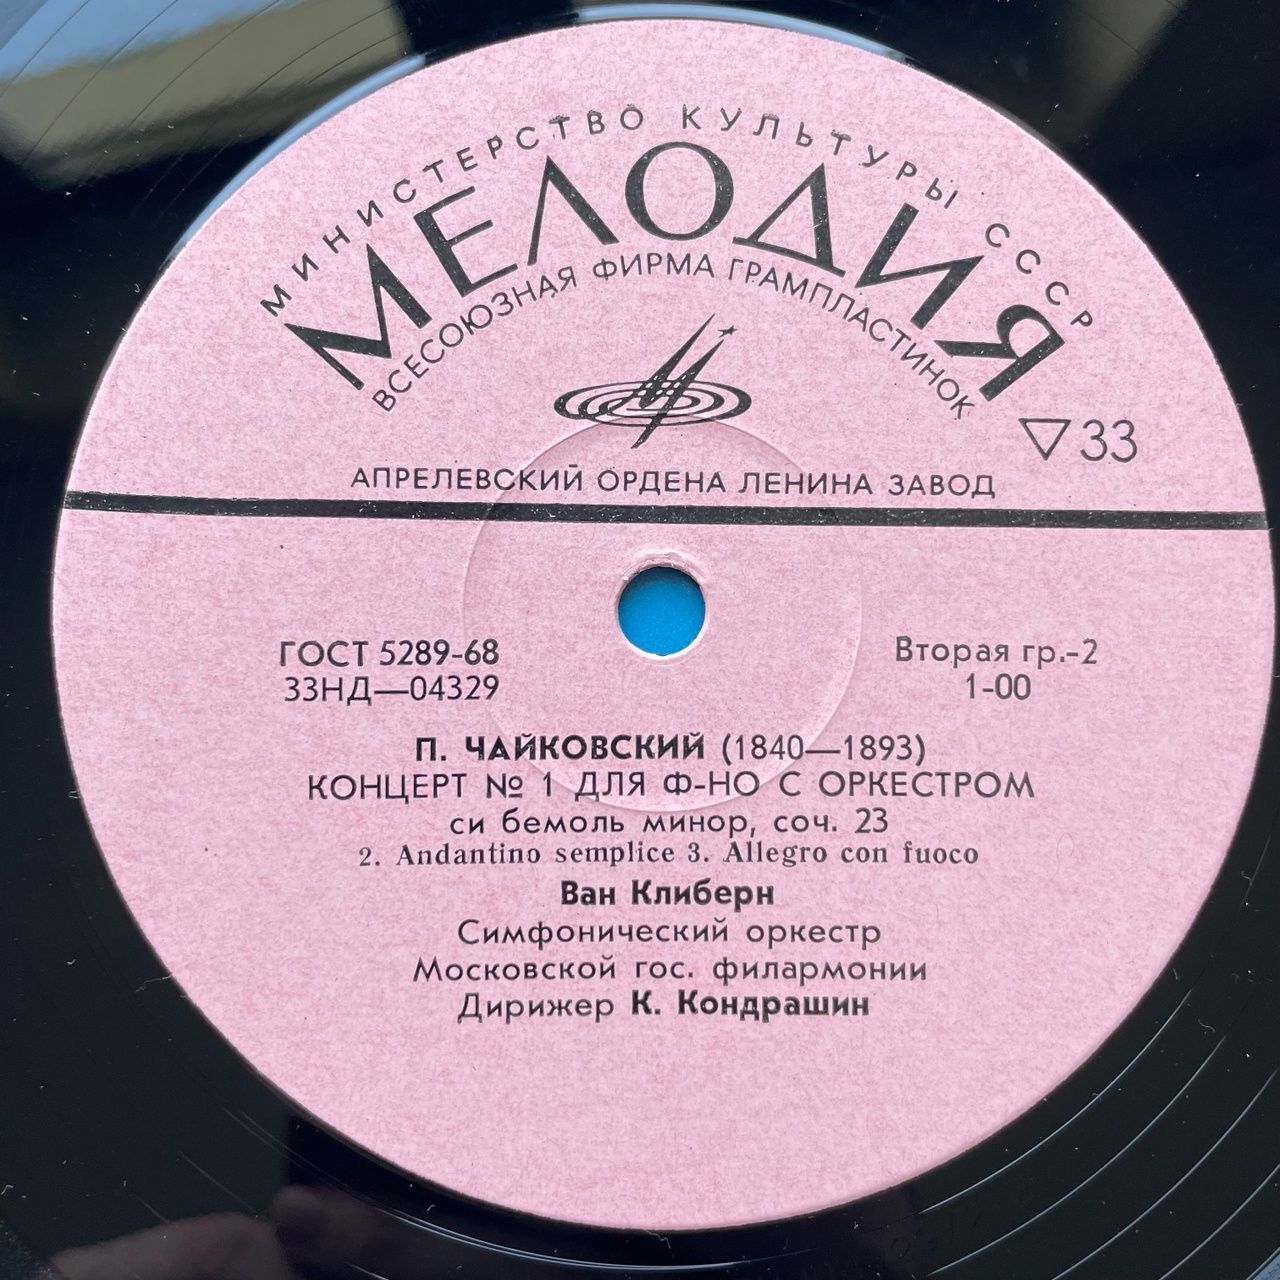 МИНИСТЕРСТВО КУЛЬТУРЫ СССР
МЕЛОДИЯ
ВСЕСОЮЗНАЯ ФИРМА ГРАМПЛАСТИНОК
▽33
АПРЕЛЕВСКИЙ ОРДЕНА ЛЕНИНА ЗАВОД
ГОСТ 5289-68
33НД—04329
Вторая гр.-2
1-00
П. ЧАЙКОВСКИЙ (1840—1893)
КОНЦЕРТ № 1 ДЛЯ Ф-НО С ОРКЕСТРОМ
си бемоль минор, соч. 23
2. Andantino semplice 3. Allegro con fuoco
Ван Клиберн
Симфонический оркестр
Московской гос. филармонии
Дирижер К. Кондрашин